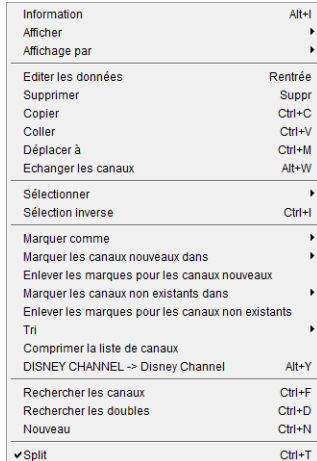 Information Alt+I
Afficher
Affichage par
Editer les données Rentrée
Supprimer Suppr
Copier Ctrl+C
Coller Ctrl+V
Déplacer à Ctrl+M
Echanger les canaux Alt+W
Sélectionner
Sélection inverse Ctrl+I
Marquer comme
Marquer les canaux nouveaux dans
Enlever les marques pour les canaux nouveaux
Marquer les canaux non existants dans
Enlever les marques pour les canaux non existants
Tri
Comprimer la liste de canaux
DISNEY CHANNEL -> Disney Channel Alt+Y
Rechercher les canaux Ctrl+F
Rechercher les doubles Ctrl+D
Nouveau Ctrl+N
Split Ctrl+T